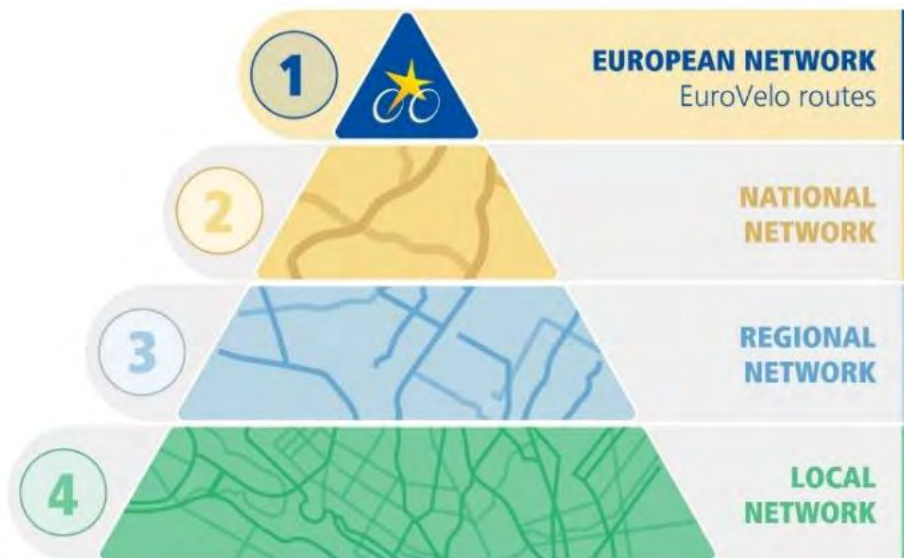 1
EUROPEAN NETWORK
EuroVelo routes
2
NATIONAL
NETWORK
3
REGIONAL
NETWORK
4
LOCAL
NETWORK